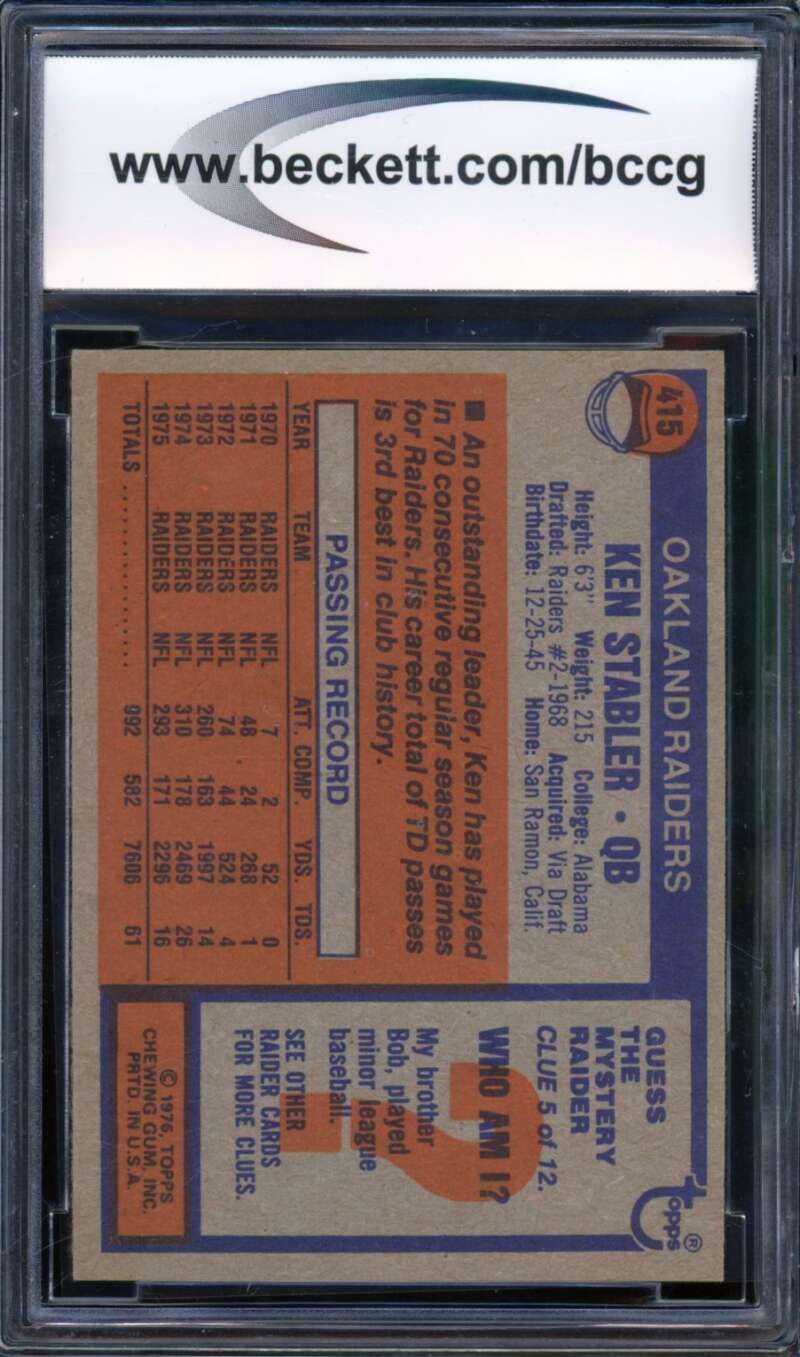 www.beckett.com/bccg
415
OAKLAND RAIDERS
KEN STABLER • QB
Height: 6'3" Weight: 215 College: Alabama
Drafted: Raiders #2-1968 Acquired: Via Draft
Birthdate: 12-25-45 Home: San Ramon, Calif.
■ An outstanding leader, Ken has played
in 70 consecutive regular season games
for Raiders. His career total of TD passes
is 3rd best in club history.
PASSING RECORD
YEAR TEAM ATT. COMP. YDS. TDS.
1970 RAIDERS NFL 7 2 52 0
1971 RAIDERS NFL 48 24 268 1
1972 RAIDERS NFL 74 44 524 4
1973 RAIDERS NFL 260 163 1997 14
1974 RAIDERS NFL 310 178 2469 26
1975 RAIDERS NFL 293 171 2296 16
TOTALS .............. 992 582 7606 61
topps®
GUESS
THE
MYSTERY
RAIDER
CLUE 5 of 12.
WHO AM I?
?
My brother
Bob, played
minor league
baseball.
SEE OTHER
RAIDER CARDS
FOR MORE CLUES.
© 1976, TOPPS
CHEWING GUM, INC.
PRTD. IN U.S.A.